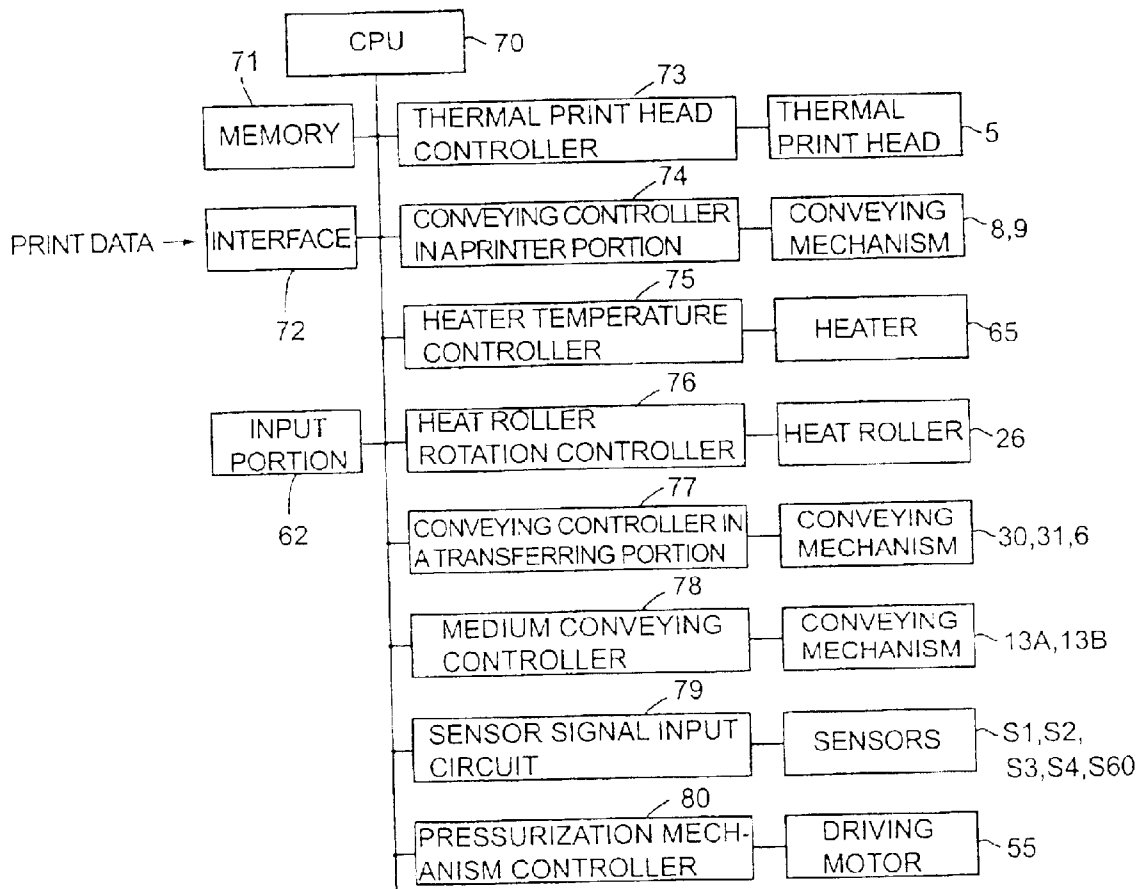 CPU
70
71
MEMORY
73
THERMAL PRINT HEAD
CONTROLLER
THERMAL
PRINT HEAD
5
PRINT DATA
INTERFACE
72
74
CONVEYING CONTROLLER
IN A PRINTER PORTION
CONVEYING
MECHANISM
8,9
75
HEATER TEMPERATURE
CONTROLLER
HEATER
65
INPUT
PORTION
62
76
HEAT ROLLER
ROTATION CONTROLLER
HEAT ROLLER
26
77
CONVEYING CONTROLLER IN
A TRANSFERRING PORTION
CONVEYING
MECHANISM
30,31,6
78
MEDIUM CONVEYING
CONTROLLER
CONVEYING
MECHANISM
13A,13B
79
SENSOR SIGNAL INPUT
CIRCUIT
SENSORS
S1,S2,
S3,S4,S60
80
PRESSURIZATION MECH-
ANISM CONTROLLER
DRIVING
MOTOR
55